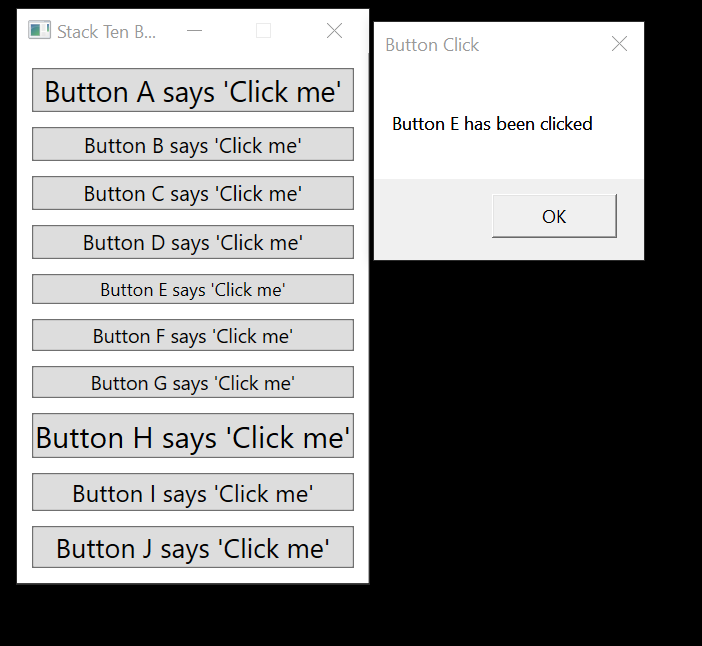 Stack Ten B...
Button A says 'Click me'
Button B says 'Click me'
Button C says 'Click me'
Button D says 'Click me'
Button E says 'Click me'
Button F says 'Click me'
Button G says 'Click me'
Button H says 'Click me'
Button I says 'Click me'
Button J says 'Click me'
Button Click
Button E has been clicked
OK